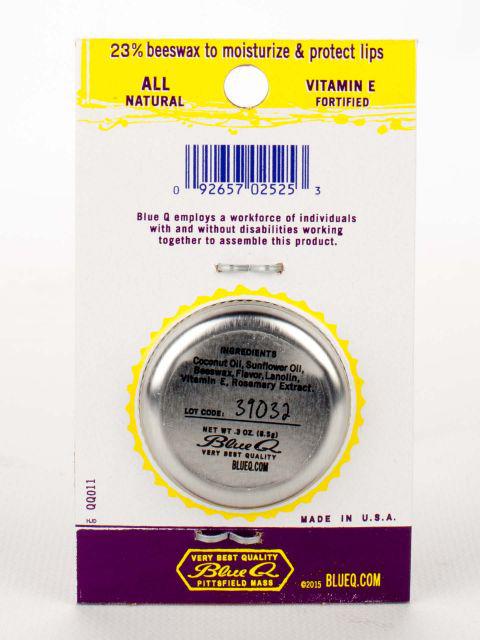 23% beeswax to moisturize & protect lips
ALL NATURAL
VITAMIN E FORTIFIED
0 92657 02525 3
Blue Q employs a workforce of individuals
with and without disabilities working
together to assemble this product.
INGREDIENTS
Coconut Oil, Sunflower Oil,
Beeswax, Flavor, Lanolin,
Vitamin E, Rosemary Extract.
LOT CODE: 39032
NET WT .3 OZ. (8.5g)
Blue Q
VERY BEST QUALITY
BLUEQ.COM
QQ011
HJD
MADE IN U.S.A.
VERY BEST QUALITY
Blue Q
PITTSFIELD MASS
©2015 BLUEQ.COM